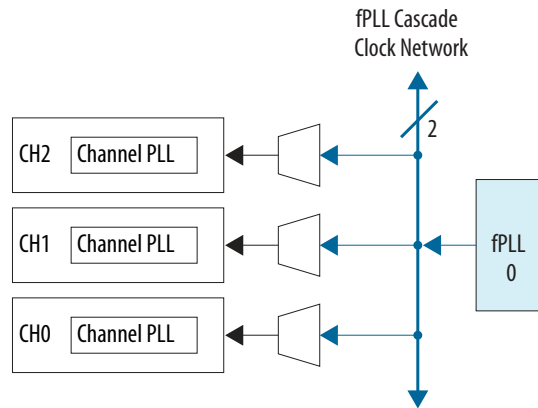 fPLL Cascade
Clock Network
2
CH2
Channel PLL
CH1
Channel PLL
fPLL
0
CH0
Channel PLL